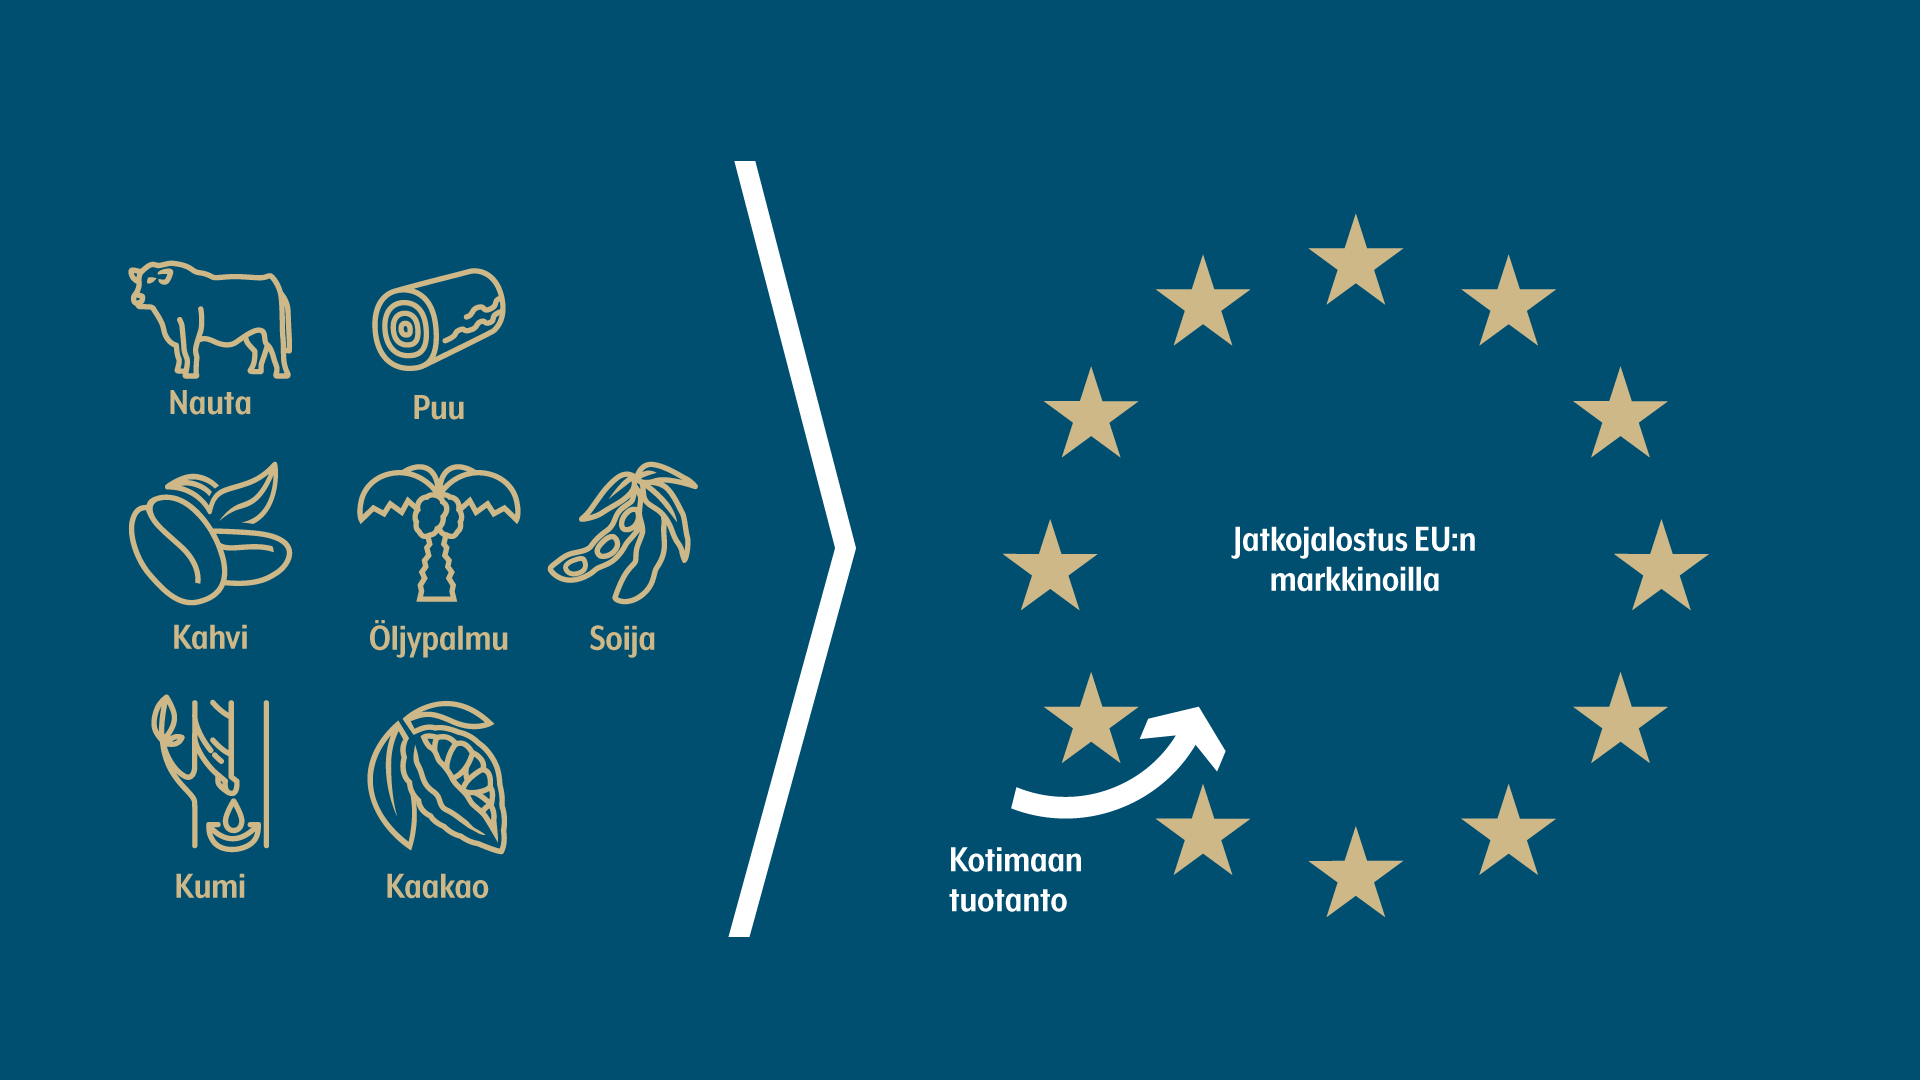 Nauta
Puu
Kahvi
Öljypalmu
Soija
Kumi
Kaakao
Jatkojalostus EU:n
markkinoilla
Kotimaan
tuotanto